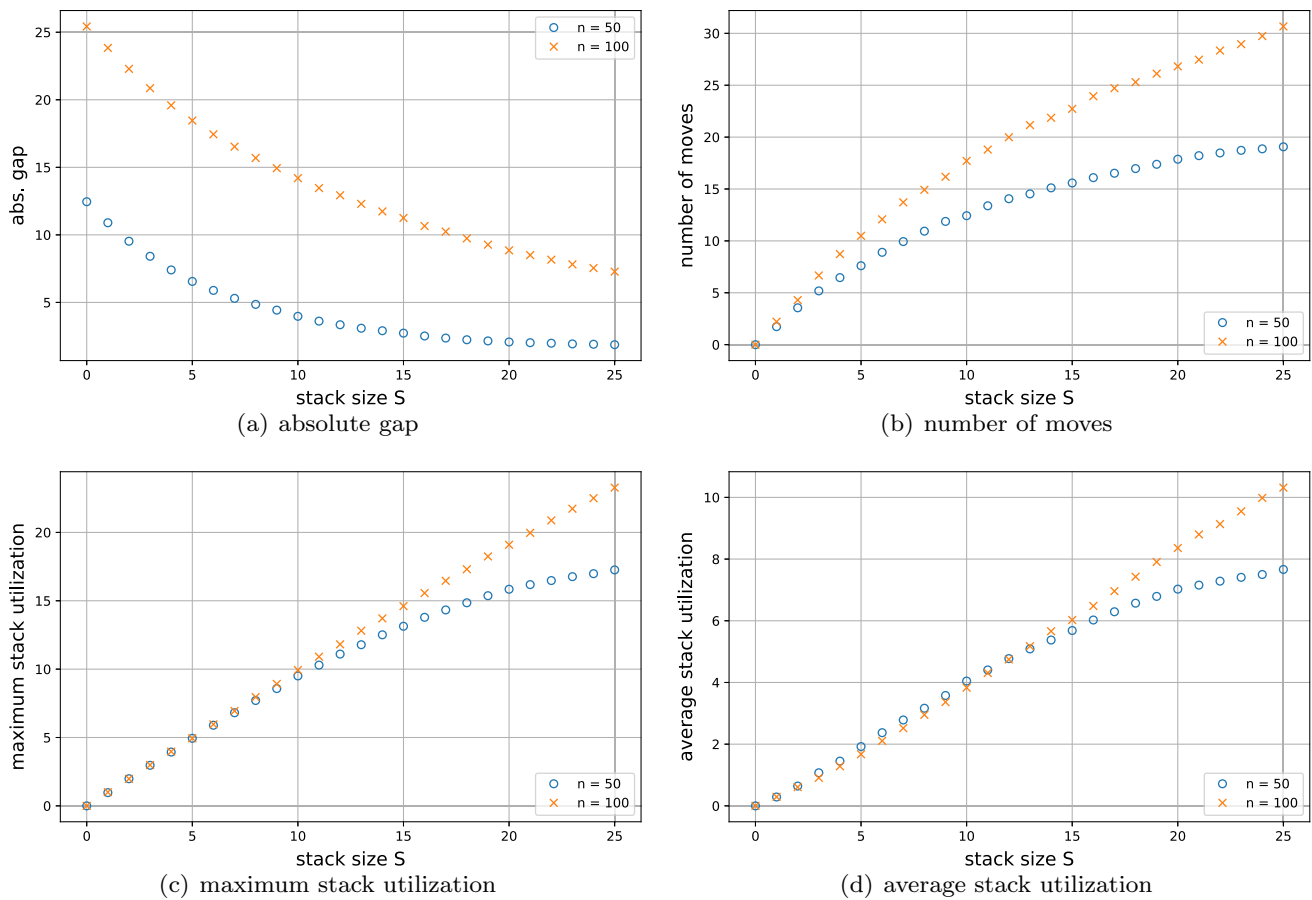 25
20
15
10
5
abs. gap
n = 50
n = 100
0 5 10 15 20 25
stack size S
(a) absolute gap
30
25
20
15
10
5
0
number of moves
n = 50
n = 100
0 5 10 15 20 25
stack size S
(b) number of moves
20
15
10
5
0
maximum stack utilization
n = 50
n = 100
0 5 10 15 20 25
stack size S
(c) maximum stack utilization
10
8
6
4
2
0
average stack utilization
n = 50
n = 100
0 5 10 15 20 25
stack size S
(d) average stack utilization